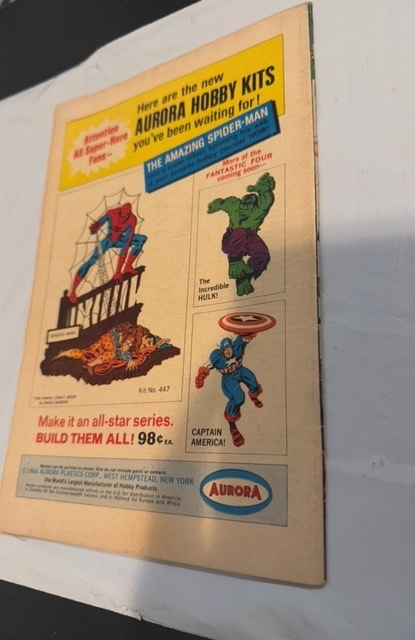 Attention
All Super-Hero
Fans—
Here are the new
AURORA HOBBY KITS
you've been waiting for!
THE AMAZING SPIDER-MAN
NOW!
More of the
FANTASTIC FOUR
coming soon—
The
Incredible
HULK!
Kit No. 447
CAPTAIN
AMERICA!
Make it an all-star series.
BUILD THEM ALL! 98¢ EA.
© 1966 AURORA PLASTICS CORP., WEST HEMPSTEAD, NEW YORK
The World's Largest Manufacturer of Hobby Products
AURORA